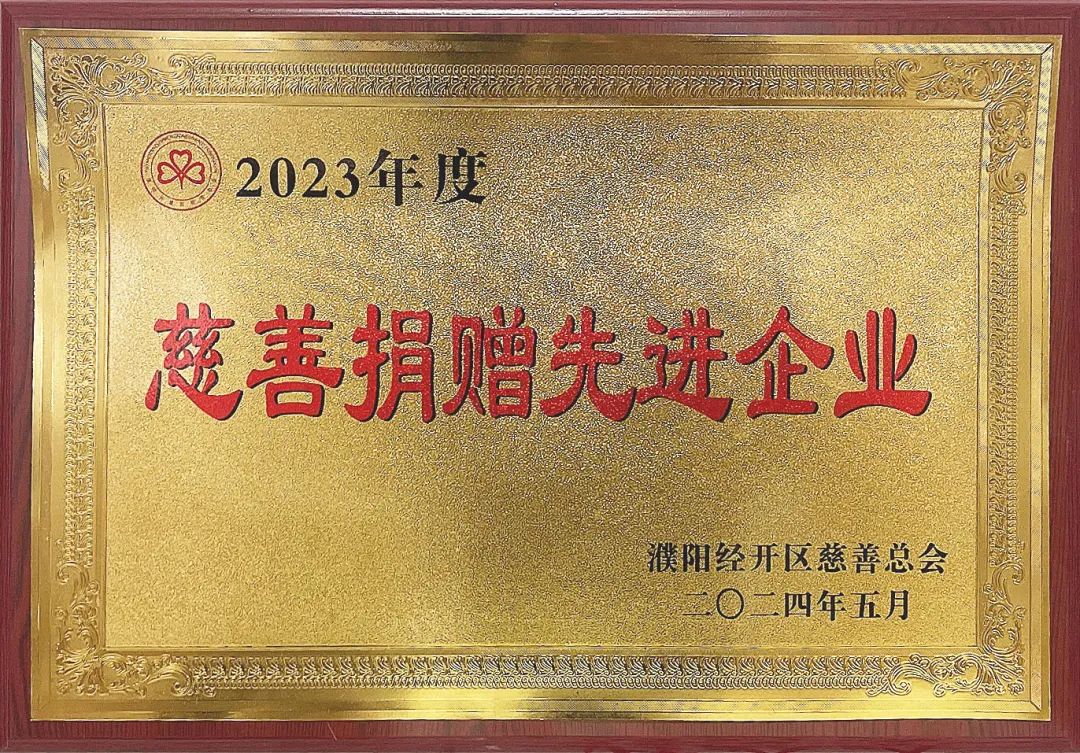 2023年度
慈善捐赠先进企业
濮阳经开区慈善总会
二〇二四年五月